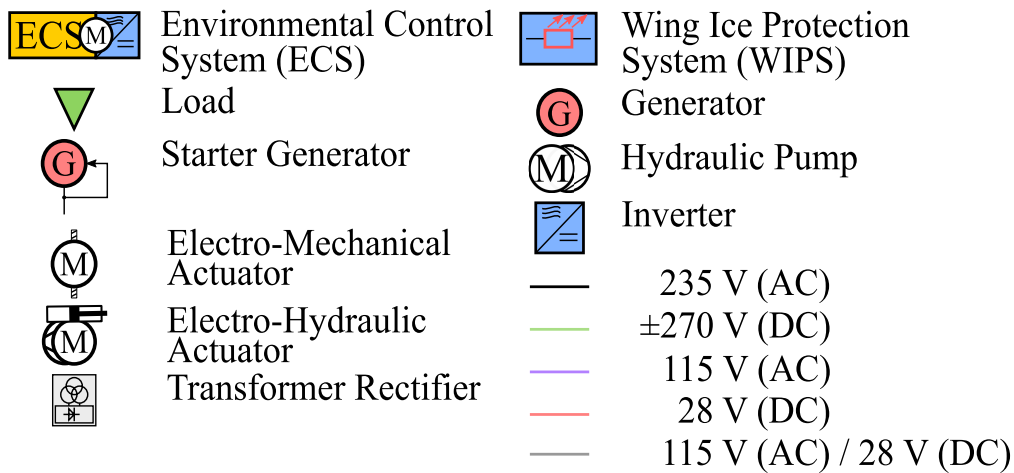 ECS M
Environmental Control
System (ECS)
Load
G
Starter Generator
M
Electro-Mechanical
Actuator
M
Electro-Hydraulic
Actuator
Transformer Rectifier
Wing Ice Protection
System (WIPS)
G
Generator
M
Hydraulic Pump
Inverter
235 V (AC)
±270 V (DC)
115 V (AC)
28 V (DC)
115 V (AC) / 28 V (DC)